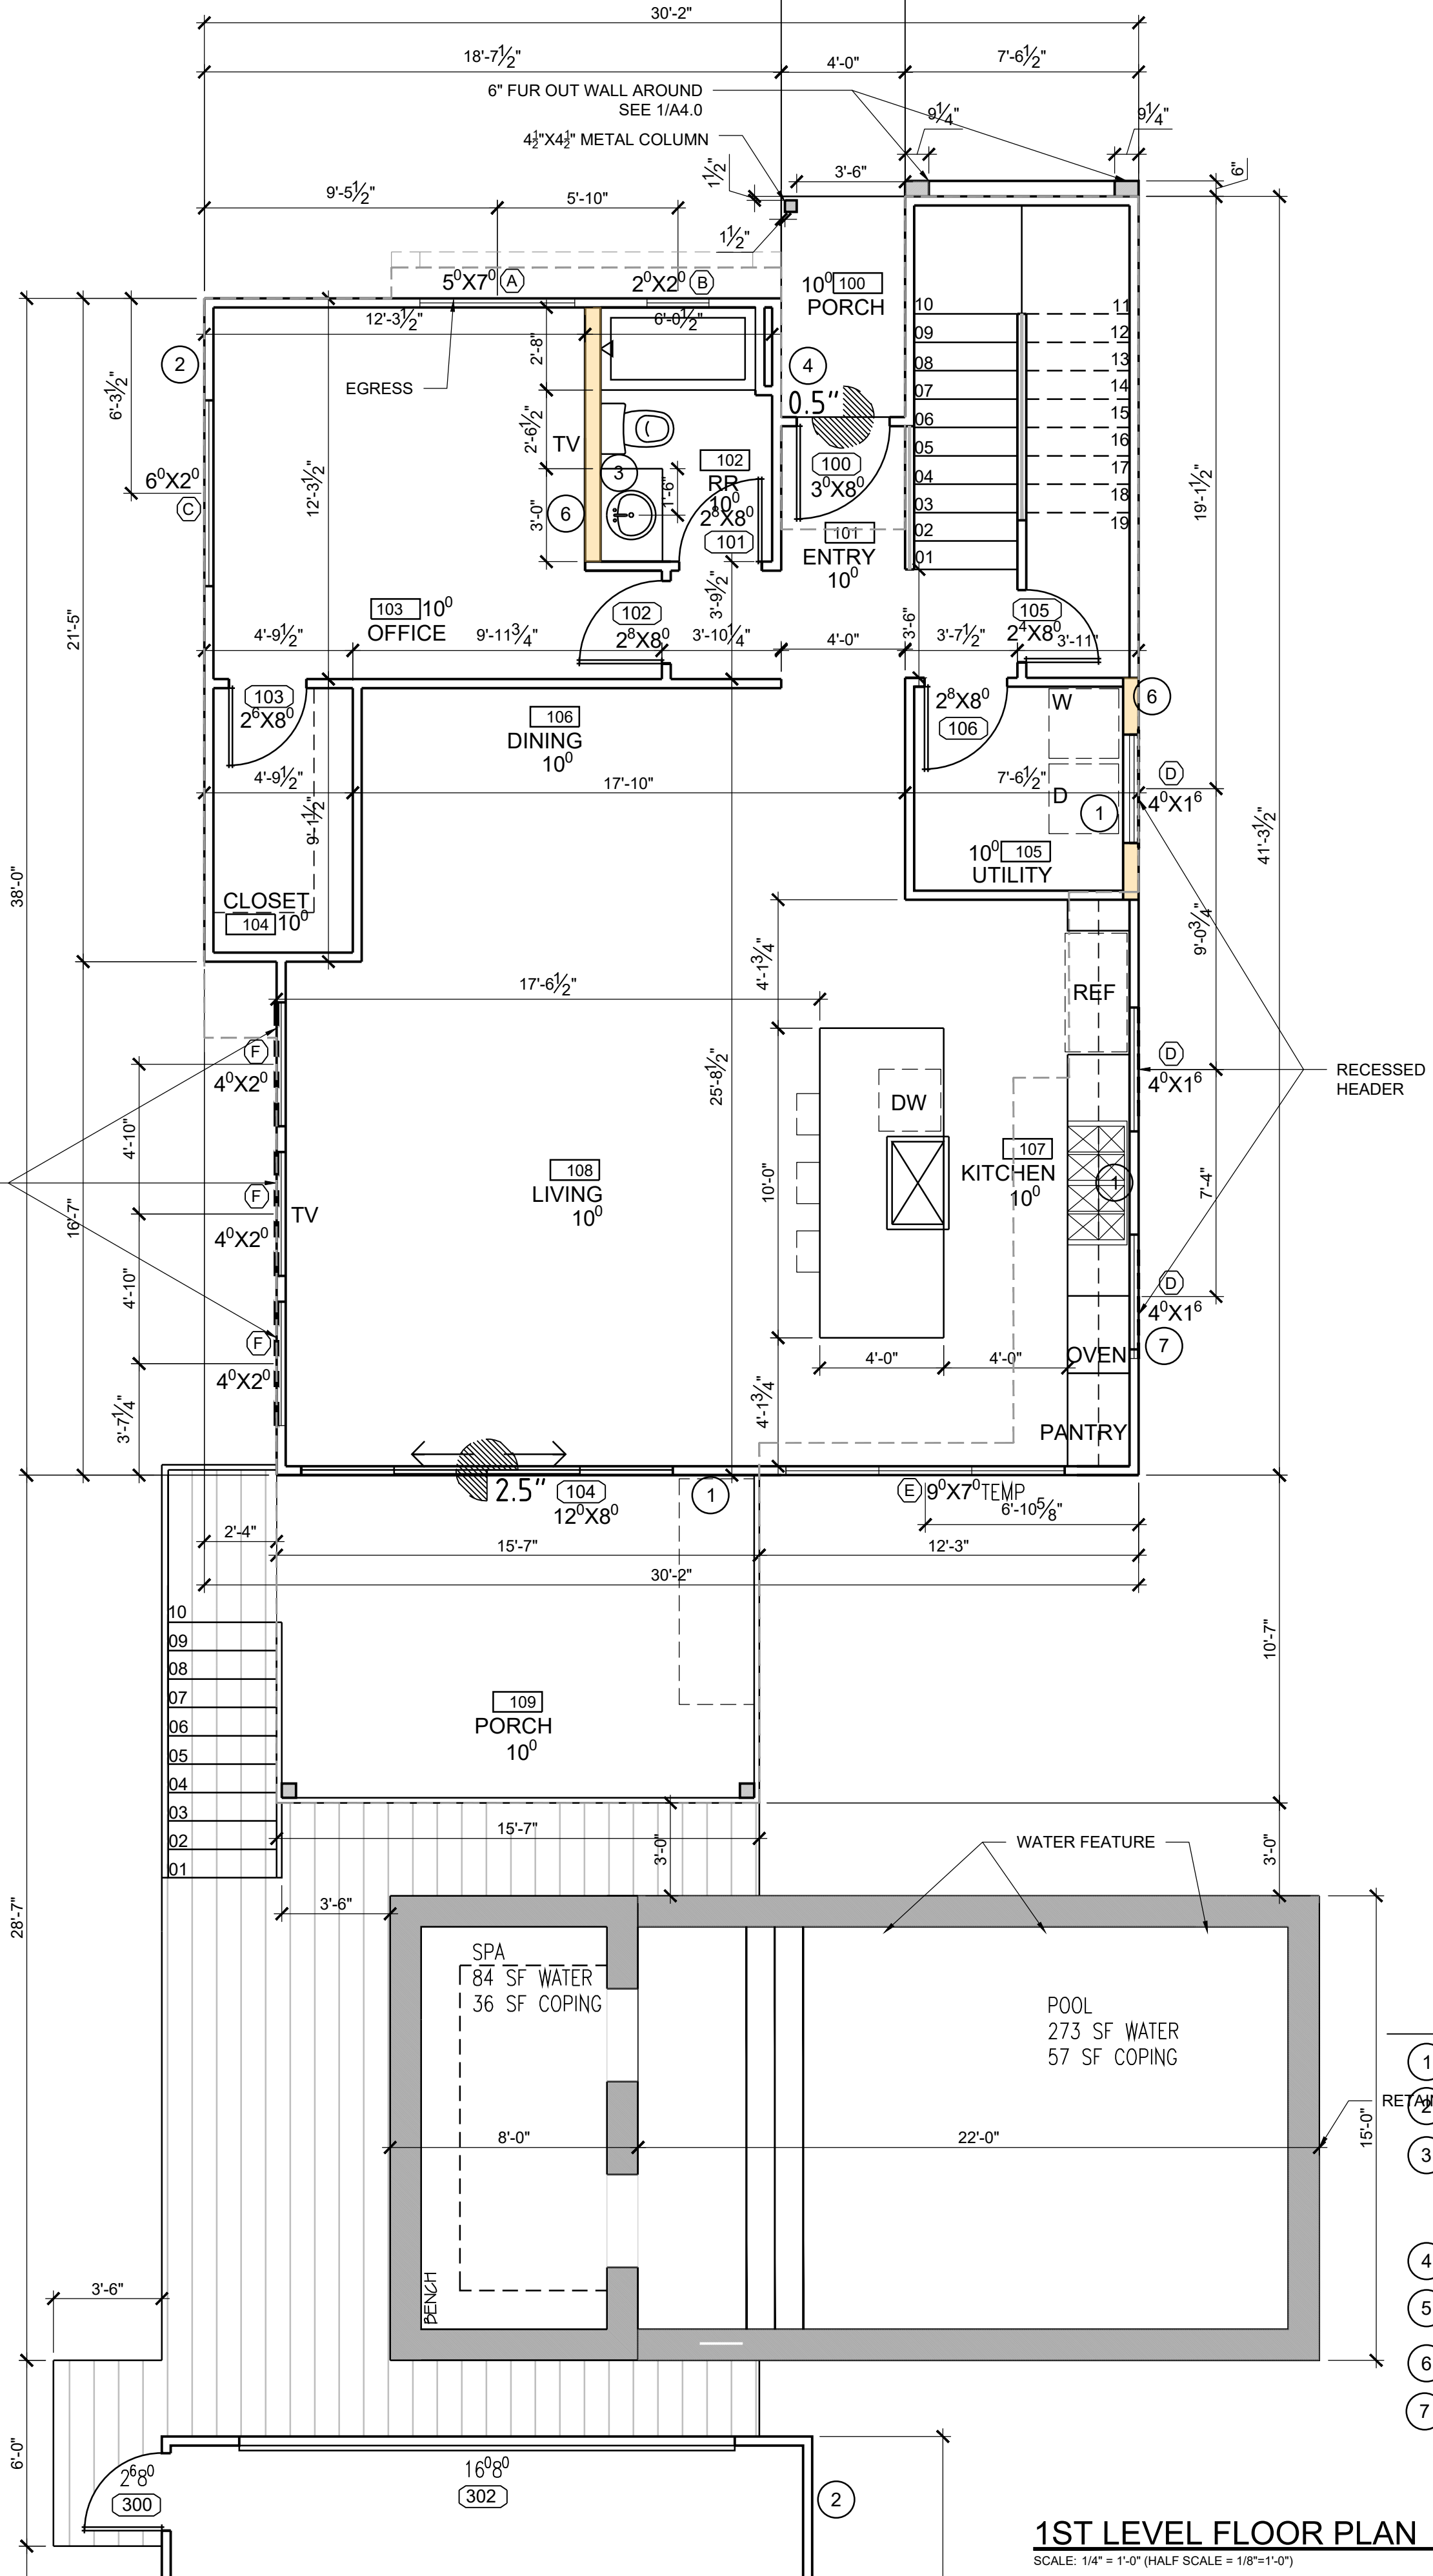 30'-2"
18'-7½"
4'-0"
7'-6½"
6" FUR OUT WALL AROUND
SEE 1/A4.0
9¼"
9¼"
4½"X4½" METAL COLUMN
1½"
3'-6"
6"
9'-5½"
5'-10"
1½"
5⁰X7⁰ A
2⁰X2⁰ B
10⁰ 100
PORCH
12'-3½"
6'-0½"
10
11
09
12
2
2'-8"
4
08
13
EGRESS
07
14
0.5"
6'-3½"
06
15
2'-6½"
TV
05
16
3
102
RR
10⁰
100
3⁰X8⁰
04
17
6⁰X2⁰
C
12'-3½"
1'-6"
03
18
19'-1½"
6
3'-0"
2⁸X8⁰
101
02
19
101
ENTRY
10⁰
01
3'-9½"
103 10⁰
OFFICE
102
2⁸X8⁰
105
2⁴X8⁰
21'-5"
4'-9½"
9'-11¾"
3'-10¼"
4'-0"
3'-6"
3'-7½"
3'-11"
103
2⁶X8⁰
106
DINING
10⁰
2⁸X8⁰
106
W
6
4'-9½"
17'-10"
7'-6½"
D
1
D
4⁰X1⁶
9'-1½"
41'-3½"
10⁰ 105
UTILITY
38'-0"
CLOSET
104 10⁰
4'-1¾"
9'-0¾"
17'-6½"
REF
F
4⁰X2⁰
25'-8½"
D
4⁰X1⁶
RECESSED
HEADER
DW
4'-10"
107
KITCHEN
10⁰
1
108
LIVING
10⁰
10'-0"
7'-4"
F
TV
4⁰X2⁰
16'-7"
4'-10"
D
4⁰X1⁶
F
4⁰X2⁰
4'-0"
4'-0"
OVEN
7
3'-7¼"
4'-1¾"
PANTRY
2.5"
104
12⁰X8⁰
1
E 9⁰X7⁰TEMP
6'-10⅝"
2'-4"
15'-7"
12'-3"
30'-2"
10
09
08
07
06
05
04
03
02
01
10'-7"
109
PORCH
10⁰
15'-7"
3'-0"
WATER FEATURE
3'-0"
3'-6"
28'-7"
SPA
84 SF WATER
36 SF COPING
POOL
273 SF WATER
57 SF COPING
1
RETAIN
2
3
8'-0"
22'-0"
15'-0"
BENCH
3'-6"
4
5
6
7
6'-0"
2⁶8⁰
300
16⁰8⁰
302
2
1ST LEVEL FLOOR PLAN
SCALE: 1/4" = 1'-0" (HALF SCALE = 1/8"=1'-0")